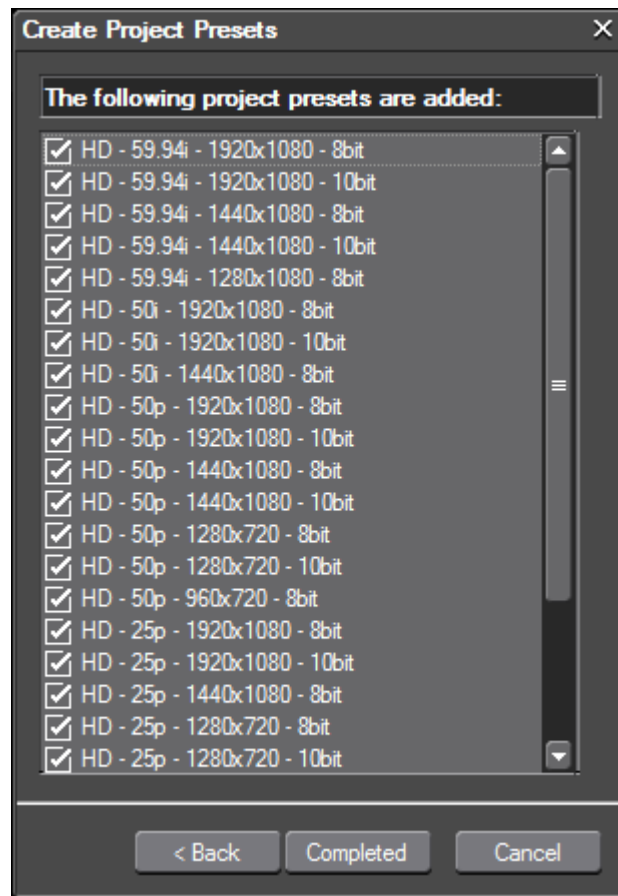 Create Project Presets
The following project presets are added:
HD - 59.94i - 1920x1080 - 8bit
HD - 59.94i - 1920x1080 - 10bit
HD - 59.94i - 1440x1080 - 8bit
HD - 59.94i - 1440x1080 - 10bit
HD - 59.94i - 1280x1080 - 8bit
HD - 50i - 1920x1080 - 8bit
HD - 50i - 1920x1080 - 10bit
HD - 50i - 1440x1080 - 8bit
HD - 50p - 1920x1080 - 8bit
HD - 50p - 1920x1080 - 10bit
HD - 50p - 1440x1080 - 8bit
HD - 50p - 1440x1080 - 10bit
HD - 50p - 1280x720 - 8bit
HD - 50p - 1280x720 - 10bit
HD - 50p - 960x720 - 8bit
HD - 25p - 1920x1080 - 8bit
HD - 25p - 1920x1080 - 10bit
HD - 25p - 1440x1080 - 8bit
HD - 25p - 1280x720 - 8bit
HD - 25p - 1280x720 - 10bit
< Back Completed Cancel